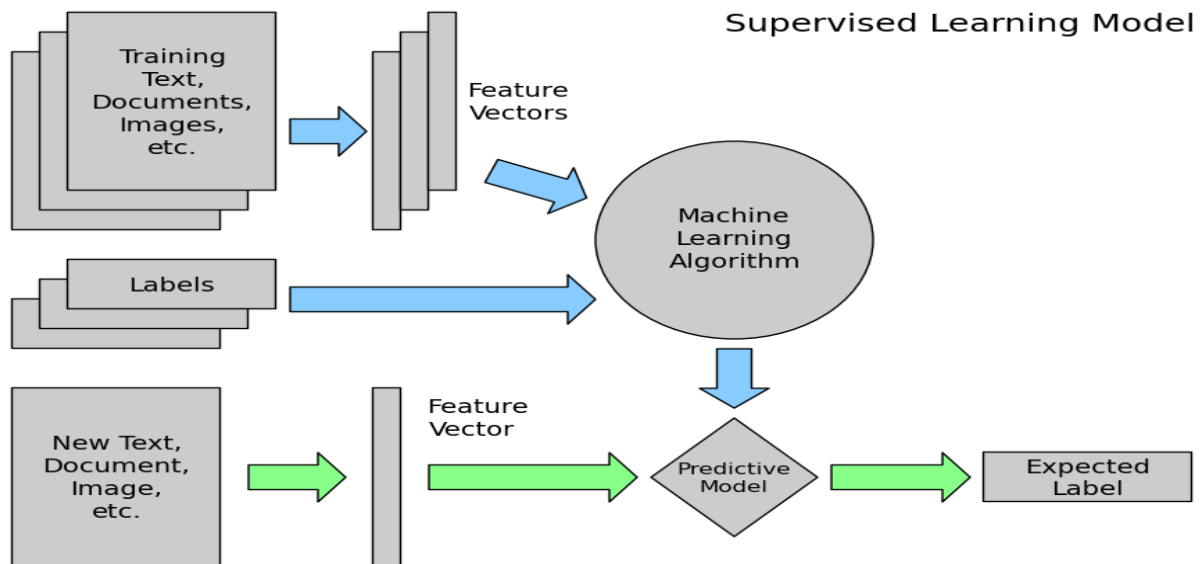 Supervised Learning Model
Training
Text,
Documents,
Images,
etc.
Feature
Vectors
Machine
Learning
Algorithm
Labels
New Text,
Document,
Image,
etc.
Feature
Vector
Predictive
Model
Expected
Label